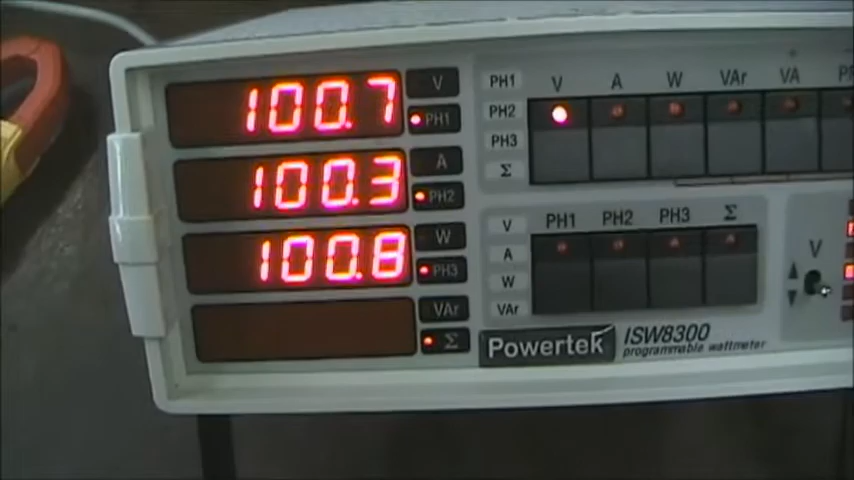 100.7 V PH1
100.3 A PH2
100.8 W PH3
VAr Σ
PH1 PH2 PH3 Σ
V A W VAr VA
V A W VAr
PH1 PH2 PH3 Σ
Powertek ISW8300
programmable wattmeter
V